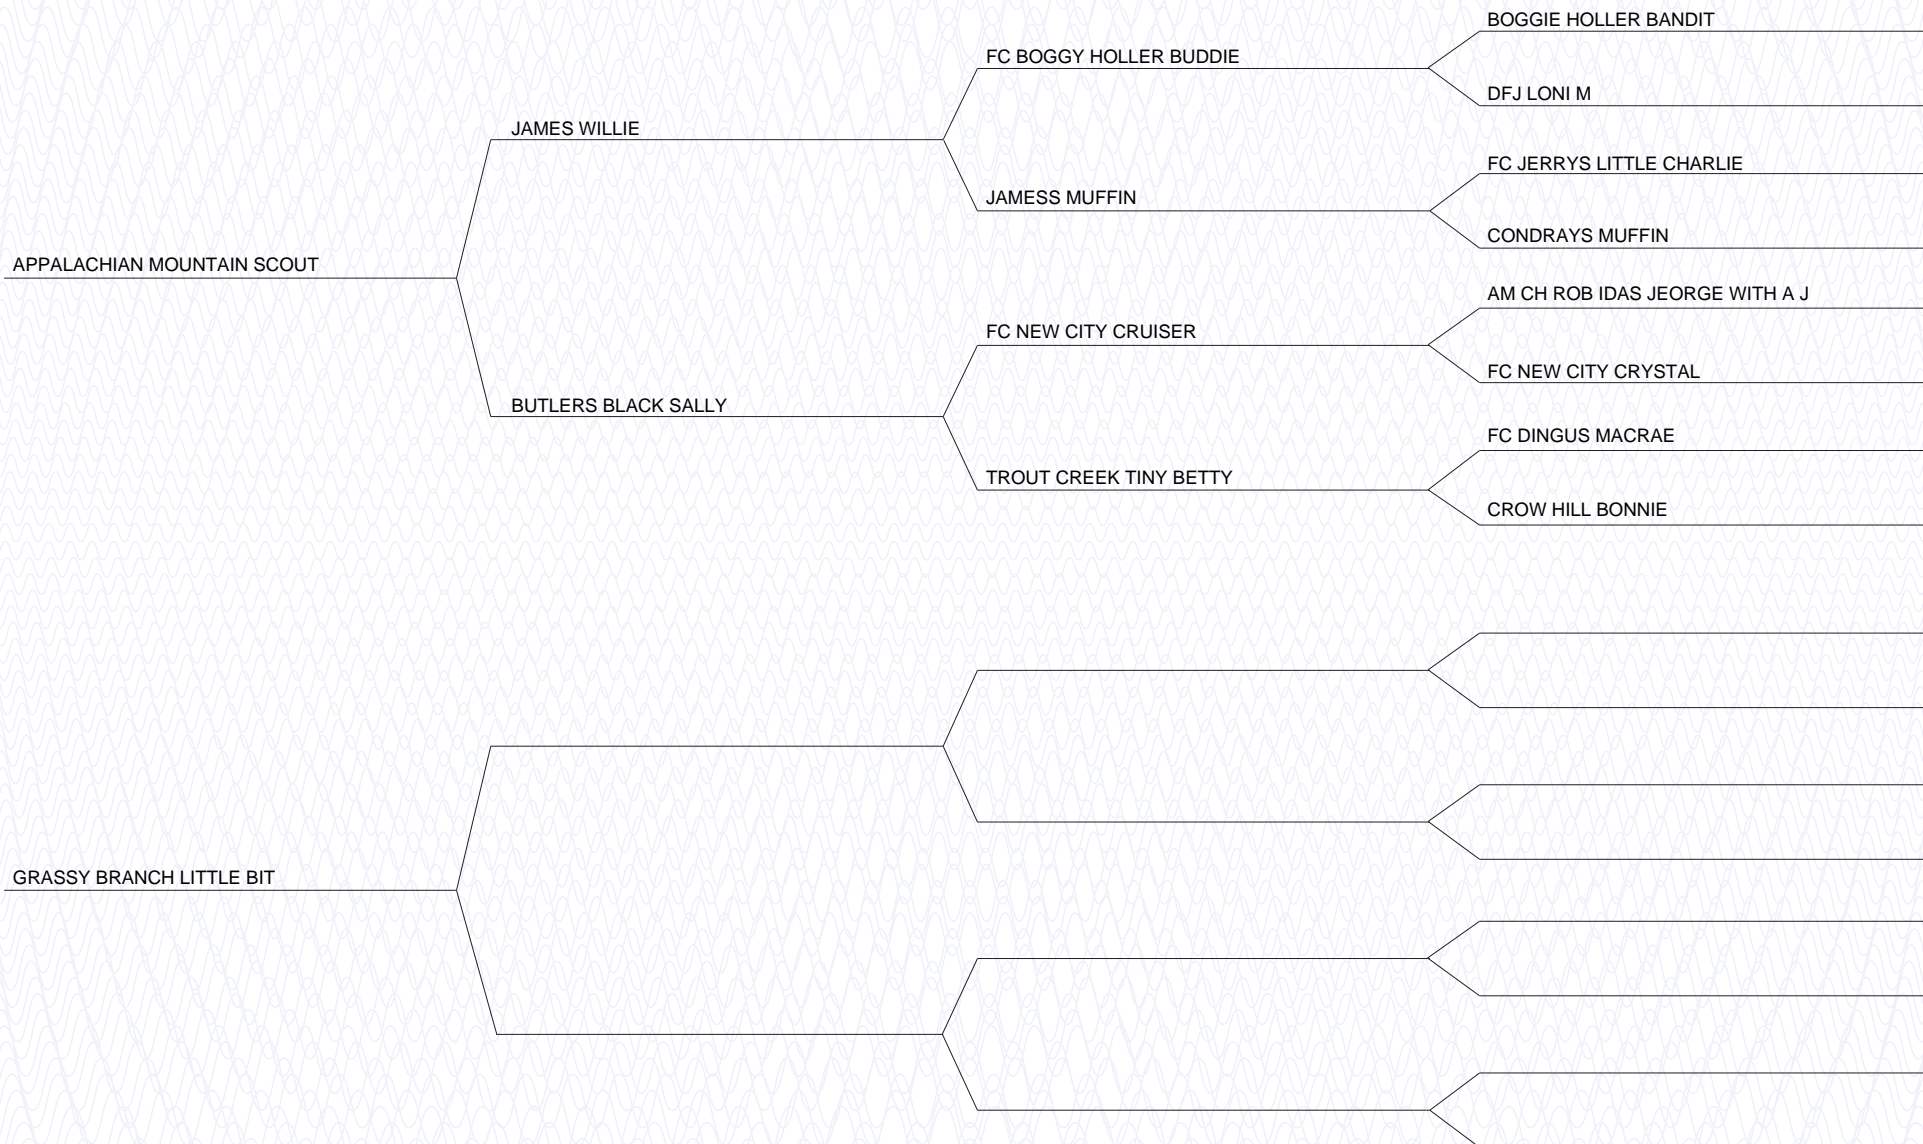 BOGGIE HOLLER BANDIT
FC BOGGY HOLLER BUDDIE
DFJ LONI M
JAMES WILLIE
FC JERRYS LITTLE CHARLIE
JAMESS MUFFIN
CONDRAYS MUFFIN
APPALACHIAN MOUNTAIN SCOUT
AM CH ROB IDAS JEORGE WITH A J
FC NEW CITY CRUISER
FC NEW CITY CRYSTAL
BUTLERS BLACK SALLY
FC DINGUS MACRAE
TROUT CREEK TINY BETTY
CROW HILL BONNIE
GRASSY BRANCH LITTLE BIT